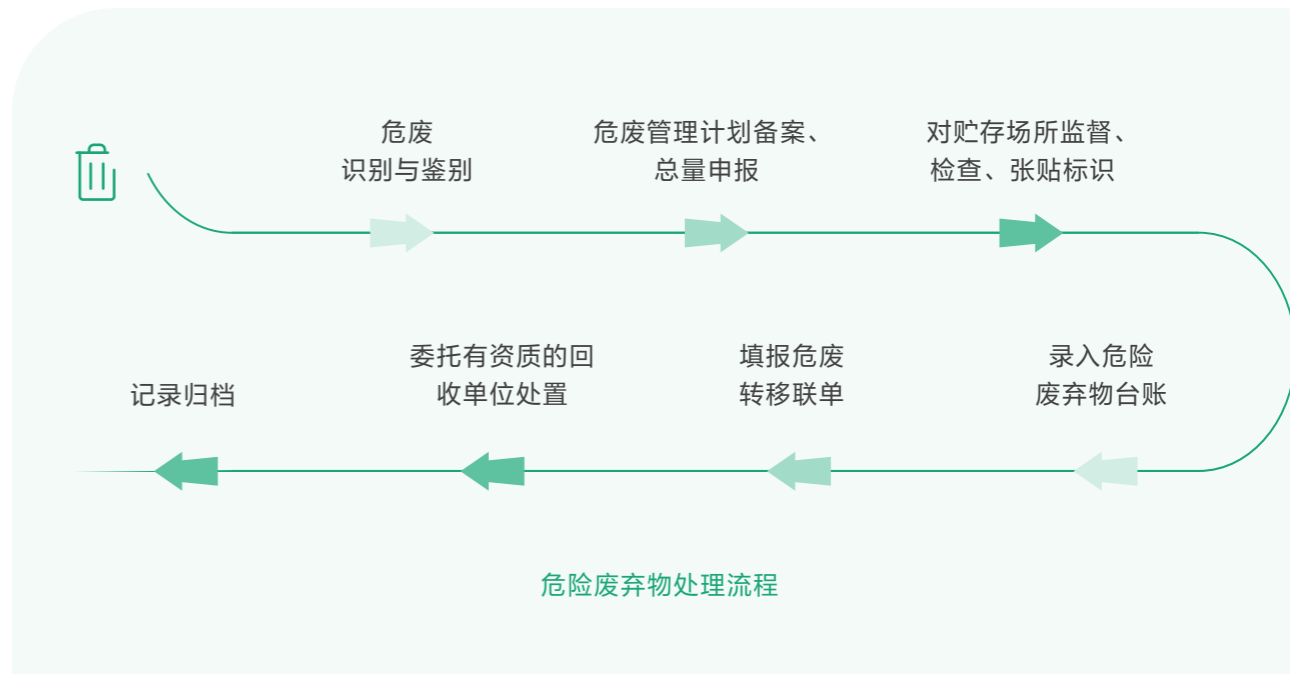 危废
识别与鉴别
危废管理计划备案、
总量申报
对贮存场所监督、
检查、张贴标识
录入危险
废弃物台账
填报危废
转移联单
委托有资质的回
收单位处置
记录归档
危险废弃物处理流程